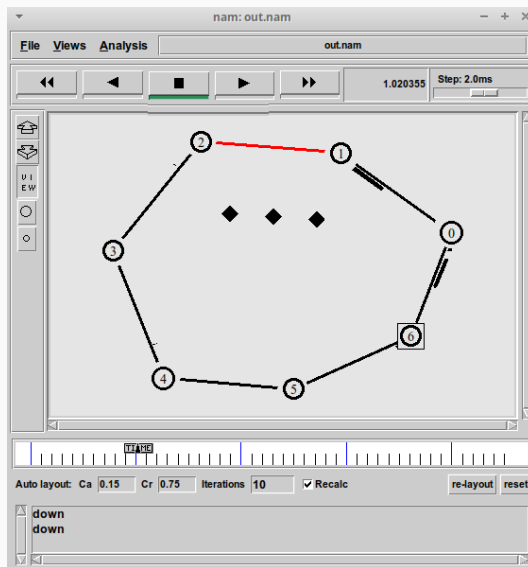 nam: out.nam
File Views Analysis out.nam
1.020355 Step: 2.0ms
V I
E W
2
1
0
3
6
4
5
TIME
Auto layout: Ca 0.15 Cr 0.75 Iterations 10 Recalc re-layout reset
down
down